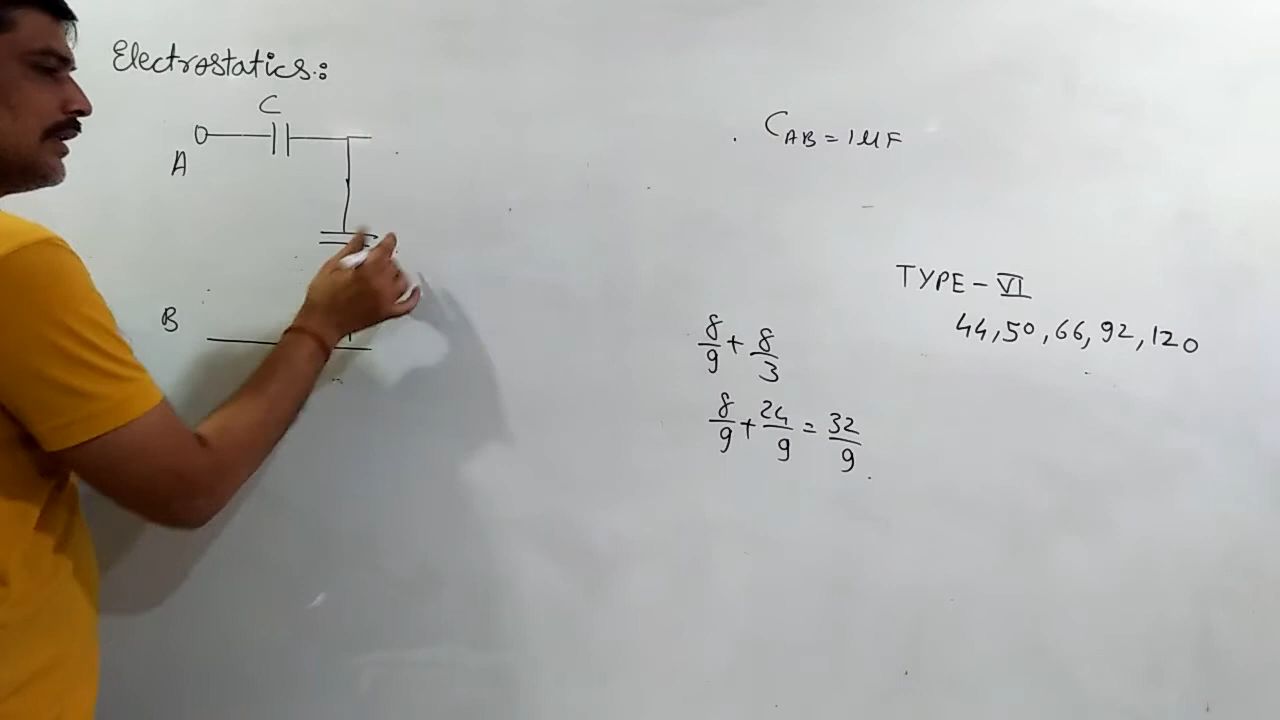 Electrostatics:
C
A
B
C_AB = 1μF
TYPE - VI
44, 50, 66, 92, 120
8/9 + 8/3
8/9 + 24/9 = 32/9